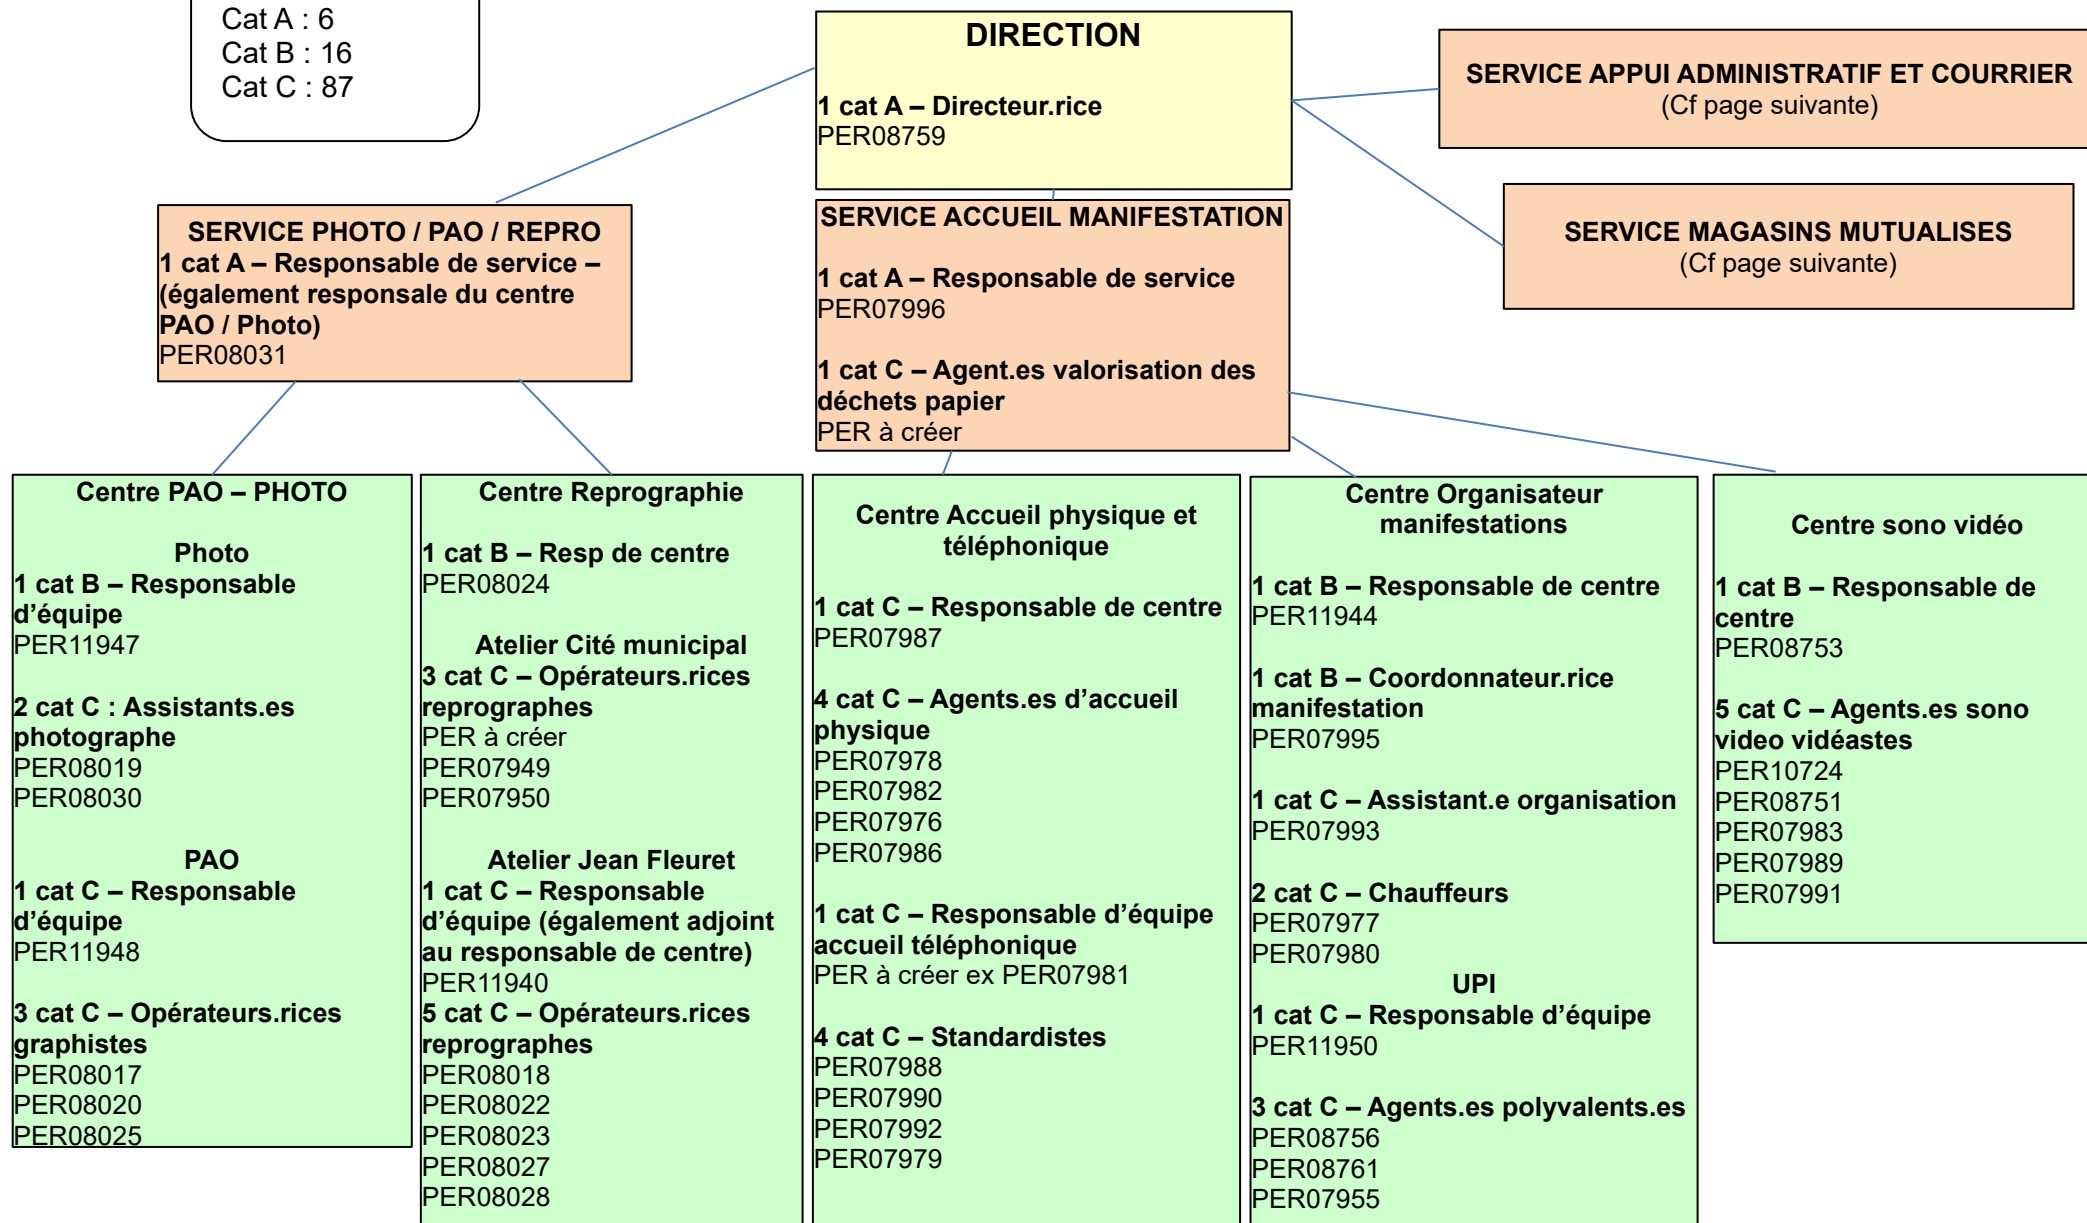 Cat A : 6
Cat B : 16
Cat C : 87
DIRECTION
1 cat A – Directeur.rice
PER08759
SERVICE APPUI ADMINISTRATIF ET COURRIER
(Cf page suivante)
SERVICE MAGASINS MUTUALISES
(Cf page suivante)
SERVICE PHOTO / PAO / REPRO
1 cat A – Responsable de service –
(également responsale du centre
PAO / Photo)
PER08031
SERVICE ACCUEIL MANIFESTATION
1 cat A – Responsable de service
PER07996
1 cat C – Agent.es valorisation des
déchets papier
PER à créer
Centre PAO – PHOTO
Photo
1 cat B – Responsable
d’équipe
PER11947
2 cat C : Assistants.es
photographe
PER08019
PER08030
PAO
1 cat C – Responsable
d’équipe
PER11948
3 cat C – Opérateurs.rices
graphistes
PER08017
PER08020
PER08025
Centre Reprographie
1 cat B – Resp de centre
PER08024
Atelier Cité municipal
3 cat C – Opérateurs.rices
reprographes
PER à créer
PER07949
PER07950
Atelier Jean Fleuret
1 cat C – Responsable
d’équipe (également adjoint
au responsable de centre)
PER11940
5 cat C – Opérateurs.rices
reprographes
PER08018
PER08022
PER08023
PER08027
PER08028
Centre Accueil physique et
téléphonique
1 cat C – Responsable de centre
PER07987
4 cat C – Agents.es d’accueil
physique
PER07978
PER07982
PER07976
PER07986
1 cat C – Responsable d’équipe
accueil téléphonique
PER à créer ex PER07981
4 cat C – Standardistes
PER07988
PER07990
PER07992
PER07979
Centre Organisateur
manifestations
1 cat B – Responsable de centre
PER11944
1 cat B – Coordonnateur.rice
manifestation
PER07995
1 cat C – Assistant.e organisation
PER07993
2 cat C – Chauffeurs
PER07977
PER07980
UPI
1 cat C – Responsable d’équipe
PER11950
3 cat C – Agents.es polyvalents.es
PER08756
PER08761
PER07955
Centre sono vidéo
1 cat B – Responsable de
centre
PER08753
5 cat C – Agents.es sono
video vidéastes
PER10724
PER08751
PER07983
PER07989
PER07991